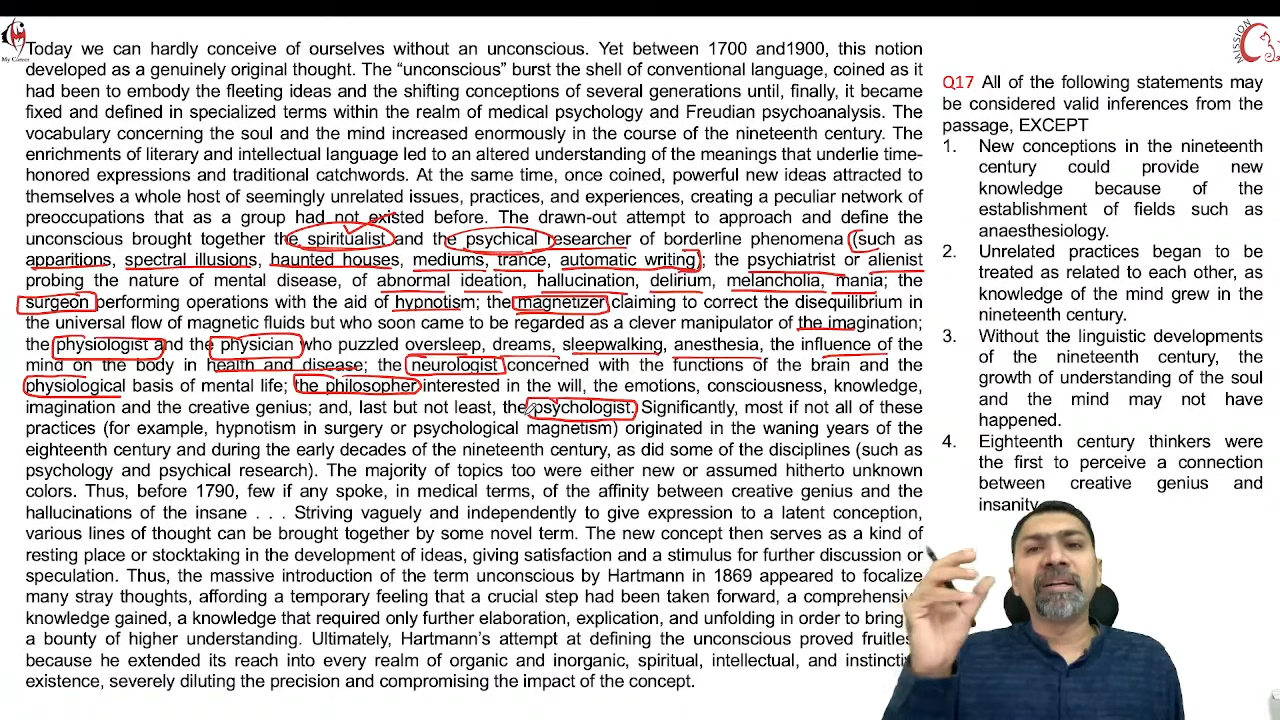 My Career
MISSION
Today we can hardly conceive of ourselves without an unconscious. Yet between 1700 and1900, this notion
developed as a genuinely original thought. The “unconscious” burst the shell of conventional language, coined as it
had been to embody the fleeting ideas and the shifting conceptions of several generations until, finally, it became
fixed and defined in specialized terms within the realm of medical psychology and Freudian psychoanalysis. The
vocabulary concerning the soul and the mind increased enormously in the course of the nineteenth century. The
enrichments of literary and intellectual language led to an altered understanding of the meanings that underlie time-
honored expressions and traditional catchwords. At the same time, once coined, powerful new ideas attracted to
themselves a whole host of seemingly unrelated issues, practices, and experiences, creating a peculiar network of
preoccupations that as a group had not existed before. The drawn-out attempt to approach and define the
unconscious brought together the spiritualist and the psychical researcher of borderline phenomena (such as
apparitions, spectral illusions, haunted houses, mediums, trance, automatic writing); the psychiatrist or alienist
probing the nature of mental disease, of abnormal ideation, hallucination, delirium, melancholia, mania; the
surgeon performing operations with the aid of hypnotism; the magnetizer claiming to correct the disequilibrium in
the universal flow of magnetic fluids but who soon came to be regarded as a clever manipulator of the imagination;
the physiologist and the physician who puzzled oversleep, dreams, sleepwalking, anesthesia, the influence of the
mind on the body in health and disease; the neurologist concerned with the functions of the brain and the
physiological basis of mental life; the philosopher interested in the will, the emotions, consciousness, knowledge,
imagination and the creative genius; and, last but not least, the psychologist. Significantly, most if not all of these
practices (for example, hypnotism in surgery or psychological magnetism) originated in the waning years of the
eighteenth century and during the early decades of the nineteenth century, as did some of the disciplines (such as
psychology and psychical research). The majority of topics too were either new or assumed hitherto unknown
colors. Thus, before 1790, few if any spoke, in medical terms, of the affinity between creative genius and the
hallucinations of the insane . . . Striving vaguely and independently to give expression to a latent conception,
various lines of thought can be brought together by some novel term. The new concept then serves as a kind of
resting place or stocktaking in the development of ideas, giving satisfaction and a stimulus for further discussion or
speculation. Thus, the massive introduction of the term unconscious by Hartmann in 1869 appeared to focalize
many stray thoughts, affording a temporary feeling that a crucial step had been taken forward, a comprehensiv
knowledge gained, a knowledge that required only further elaboration, explication, and unfolding in order to bring
a bounty of higher understanding. Ultimately, Hartmann’s attempt at defining the unconscious proved fruitles
because he extended its reach into every realm of organic and inorganic, spiritual, intellectual, and instinctiv
existence, severely diluting the precision and compromising the impact of the concept.
Q17 All of the following statements may
be considered valid inferences from the
passage, EXCEPT
1. New conceptions in the nineteenth
century could provide new
knowledge because of the
establishment of fields such as
anaesthesiology.
2. Unrelated practices began to be
treated as related to each other, as
knowledge of the mind grew in the
nineteenth century.
3. Without the linguistic developments
of the nineteenth century, the
growth of understanding of the soul
and the mind may not have
happened.
4. Eighteenth century thinkers were
the first to perceive a connection
between creative genius and
insanity.